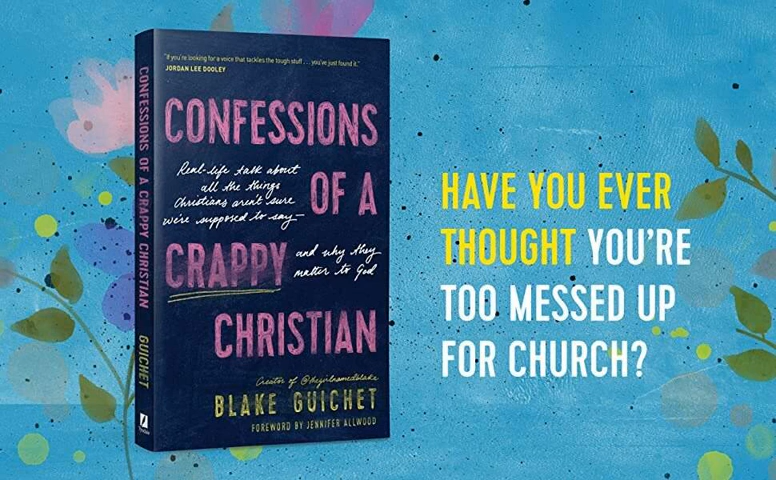 "If you're looking for a voice that tackles the tough stuff . . . you've just found it."
JORDAN LEE DOOLEY
CONFESSIONS
Real-life talk about
all the things
Christians aren't sure
we're supposed to say—
OF A
CRAPPY
and why they
matter to God
CHRISTIAN
Creator of @thegirlnamedblake
BLAKE GUICHET
FOREWORD BY JENNIFER ALLWOOD
CONFESSIONS OF A CRAPPY CHRISTIAN
GUICHET
HAVE YOU EVER
THOUGHT YOU'RE
TOO MESSED UP
FOR CHURCH?